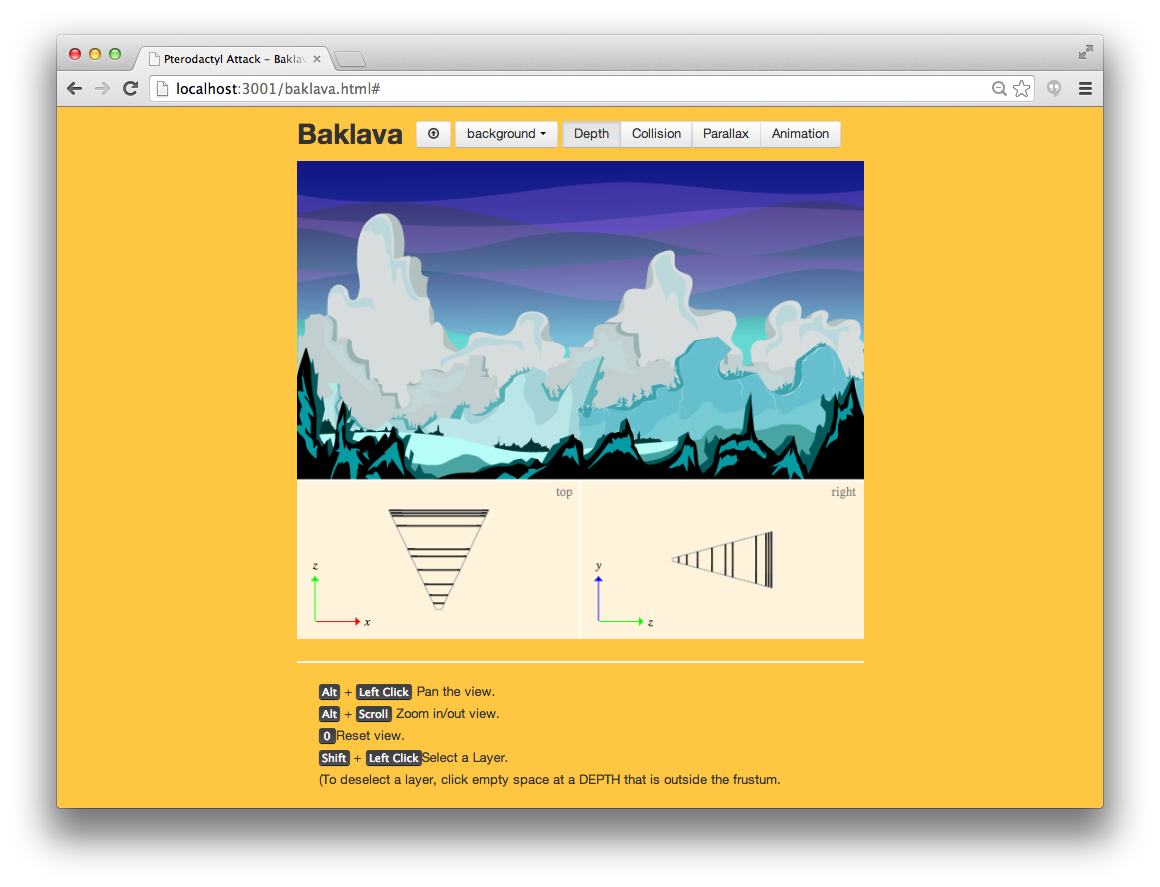 Pterodactyl Attack – Bakla
localhost:3001/baklava.html#
Baklava background Depth Collision Parallax Animation
top right
z y
x z
Alt + Left Click Pan the view.
Alt + Scroll Zoom in/out view.
0 Reset view.
Shift + Left Click Select a Layer.
(To deselect a layer, click empty space at a DEPTH that is outside the frustum.